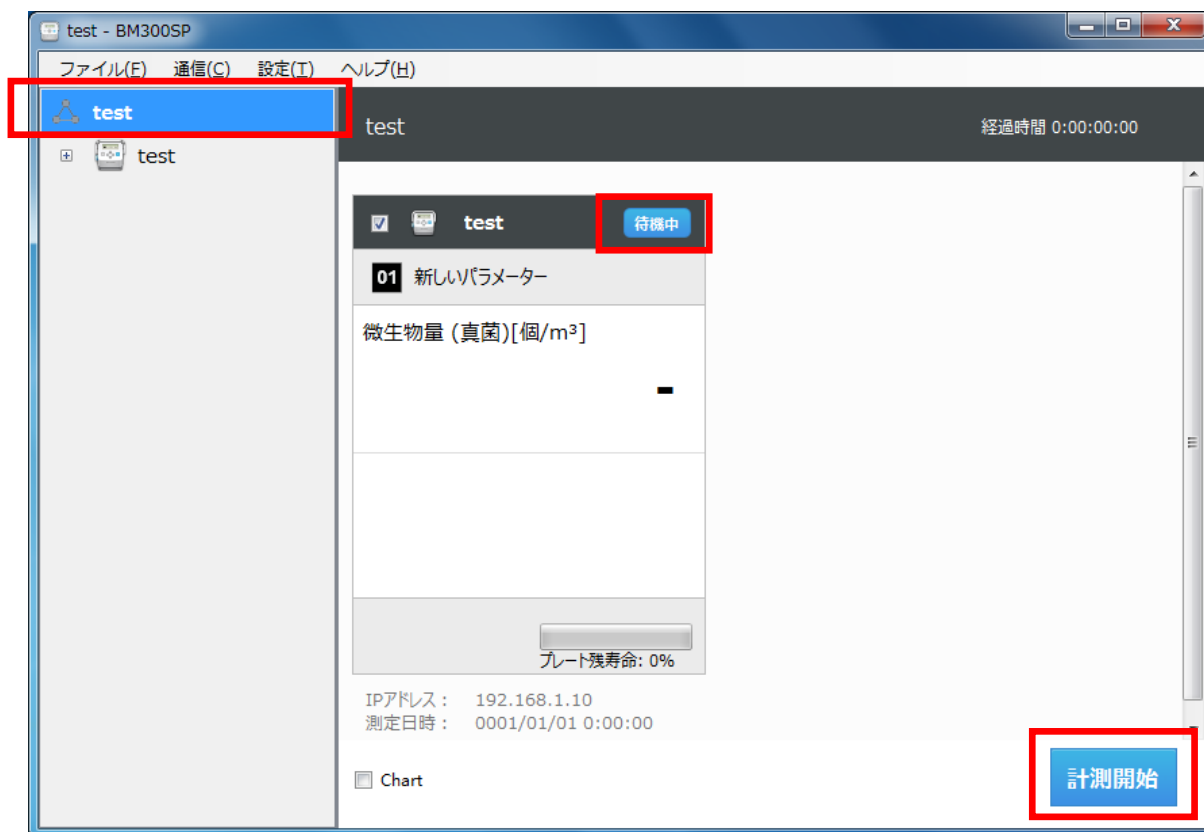 test - BM300SP
ファイル(F) 通信(C) 設定(T) ヘルプ(H)
test
test
test
経過時間 0:00:00:00
test
待機中
01 新しいパラメーター
微生物量 (真菌)[個/m³]
-
プレート残寿命: 0%
IPアドレス : 192.168.1.10
測定日時 : 0001/01/01 0:00:00
Chart
計測開始